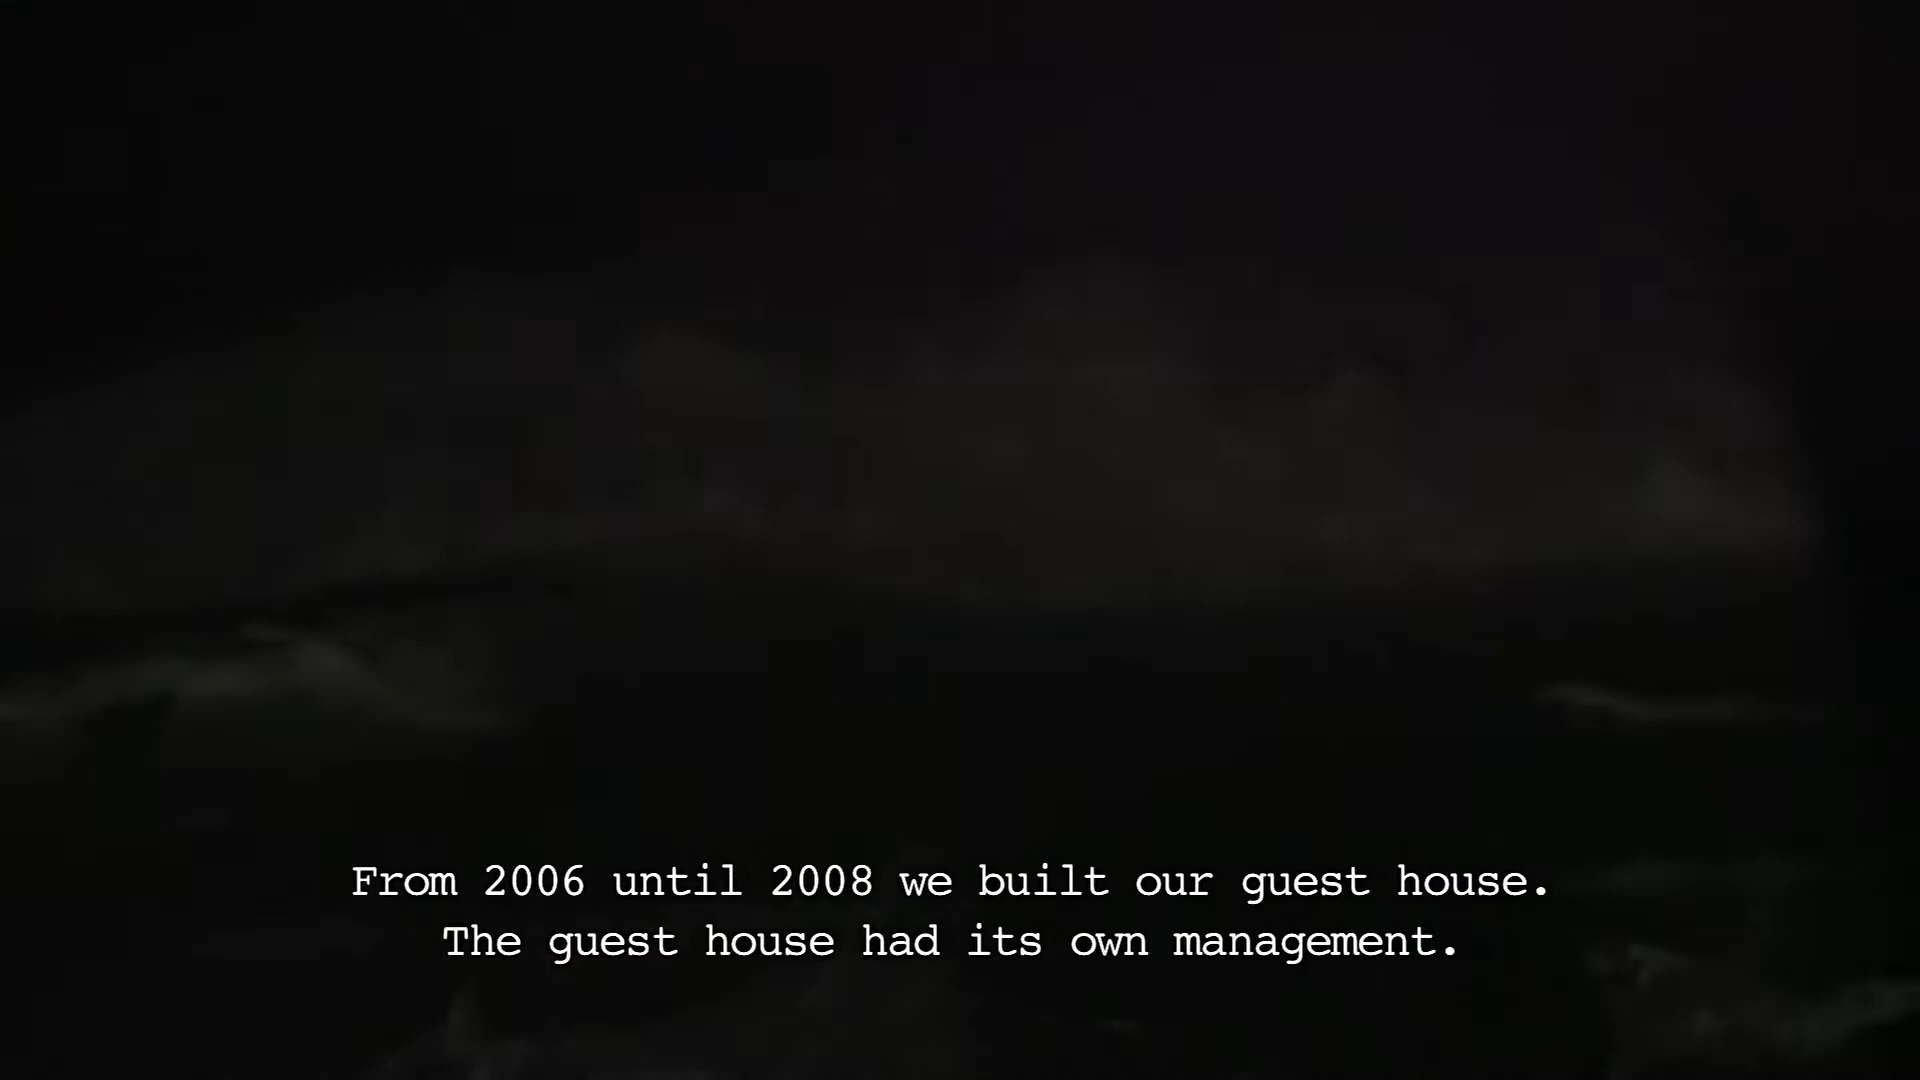 From 2006 until 2008 we built our guest house.
The guest house had its own management.